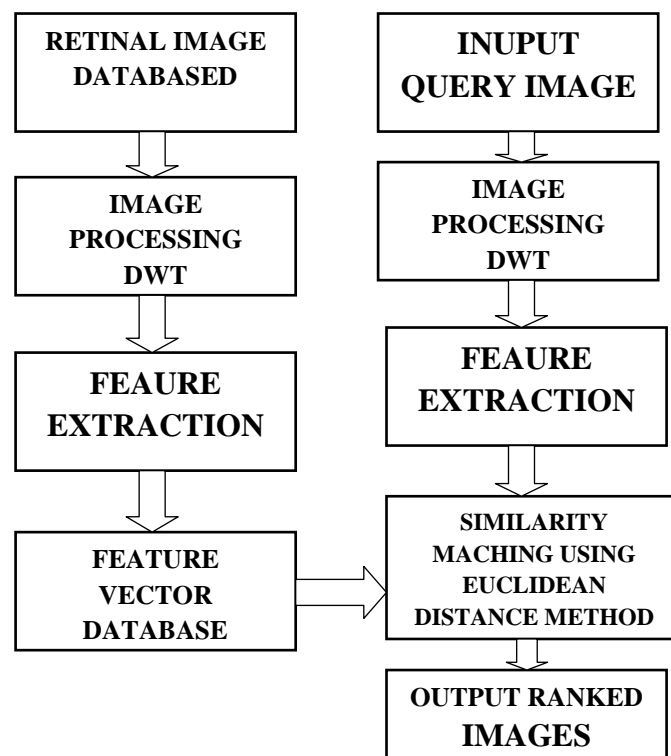 RETINAL IMAGE
DATABASED
IMAGE
PROCESSING
DWT
FEAURE
EXTRACTION
FEATURE
VECTOR
DATABASE
INUPUT
QUERY IMAGE
IMAGE
PROCESSING
DWT
FEAURE
EXTRACTION
SIMILARITY
MACHING USING
EUCLIDEAN
DISTANCE METHOD
OUTPUT RANKED
IMAGES